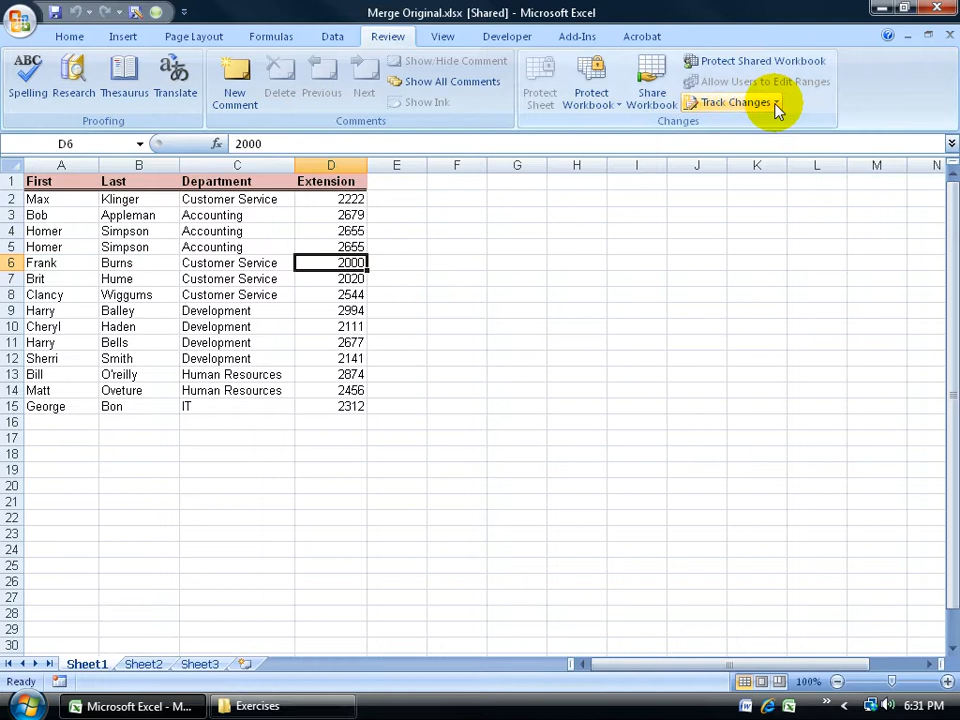 Merge Original.xlsx [Shared] - Microsoft Excel
Home Insert Page Layout Formulas Data Review View Developer Add-Ins Acrobat
ABC
Spelling Research Thesaurus Translate
Proofing
New Comment Delete Previous Next
Show/Hide Comment
Show All Comments
Show Ink
Comments
Protect Sheet Protect Workbook Share Workbook
Protect Shared Workbook
Allow Users to Edit Ranges
Track Changes
Changes
D6 fx 2000
A B C D E F G H I J K L M N
1 First Last Department Extension
2 Max Klinger Customer Service 2222
3 Bob Appleman Accounting 2679
4 Homer Simpson Accounting 2655
5 Homer Simpson Accounting 2655
6 Frank Burns Customer Service 2000
7 Brit Hume Customer Service 2020
8 Clancy Wiggums Customer Service 2544
9 Harry Balley Development 2994
10 Cheryl Haden Development 2111
11 Harry Bells Development 2677
12 Sherri Smith Development 2141
13 Bill O'reilly Human Resources 2874
14 Matt Oveture Human Resources 2456
15 George Bon IT 2312
16
17
18
19
20
21
22
23
24
25
26
27
28
29
30
Sheet1 Sheet2 Sheet3
Ready 100%
Microsoft Excel - M... Exercises 6:31 PM